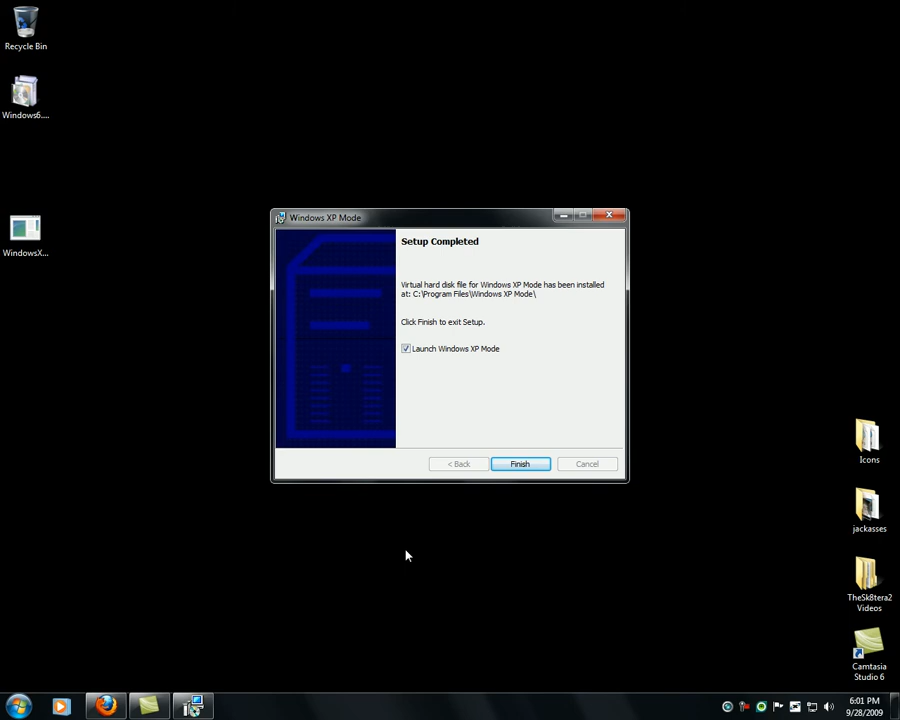 Recycle Bin
Windows6....
WindowsX...
Windows XP Mode
Setup Completed
Virtual hard disk file for Windows XP Mode has been installed
at: C:\Program Files\Windows XP Mode\
Click Finish to exit Setup.
Launch Windows XP Mode
< Back
Finish
Cancel
Icons
jackasses
TheSk8tera2
Videos
Camtasia
Studio 6
6:01 PM
9/28/2009